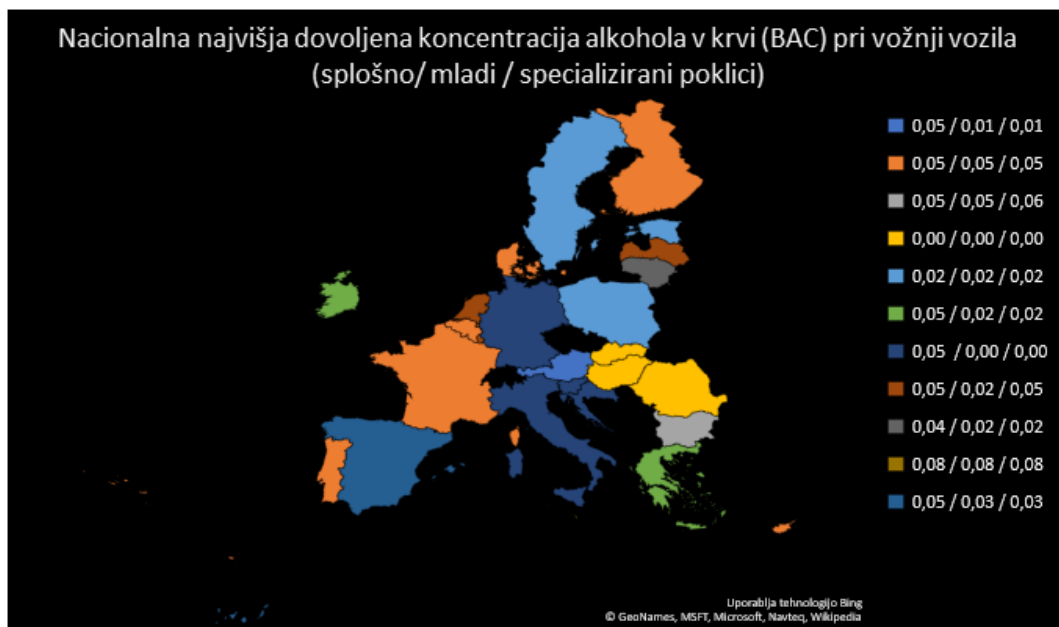 Nacionalna najvišja dovoljena koncentracija alkohola v krvi (BAC) pri vožnji vozila
(splošno/ mladi / specializirani poklici)
0,05 / 0,01 / 0,01
0,05 / 0,05 / 0,05
0,05 / 0,05 / 0,06
0,00 / 0,00 / 0,00
0,02 / 0,02 / 0,02
0,05 / 0,02 / 0,02
0,05 / 0,00 / 0,00
0,05 / 0,02 / 0,05
0,04 / 0,02 / 0,02
0,08 / 0,08 / 0,08
0,05 / 0,03 / 0,03
Uporablja tehnologijo Bing
© GeoNames, MSFT, Microsoft, Navteq, Wikipedia